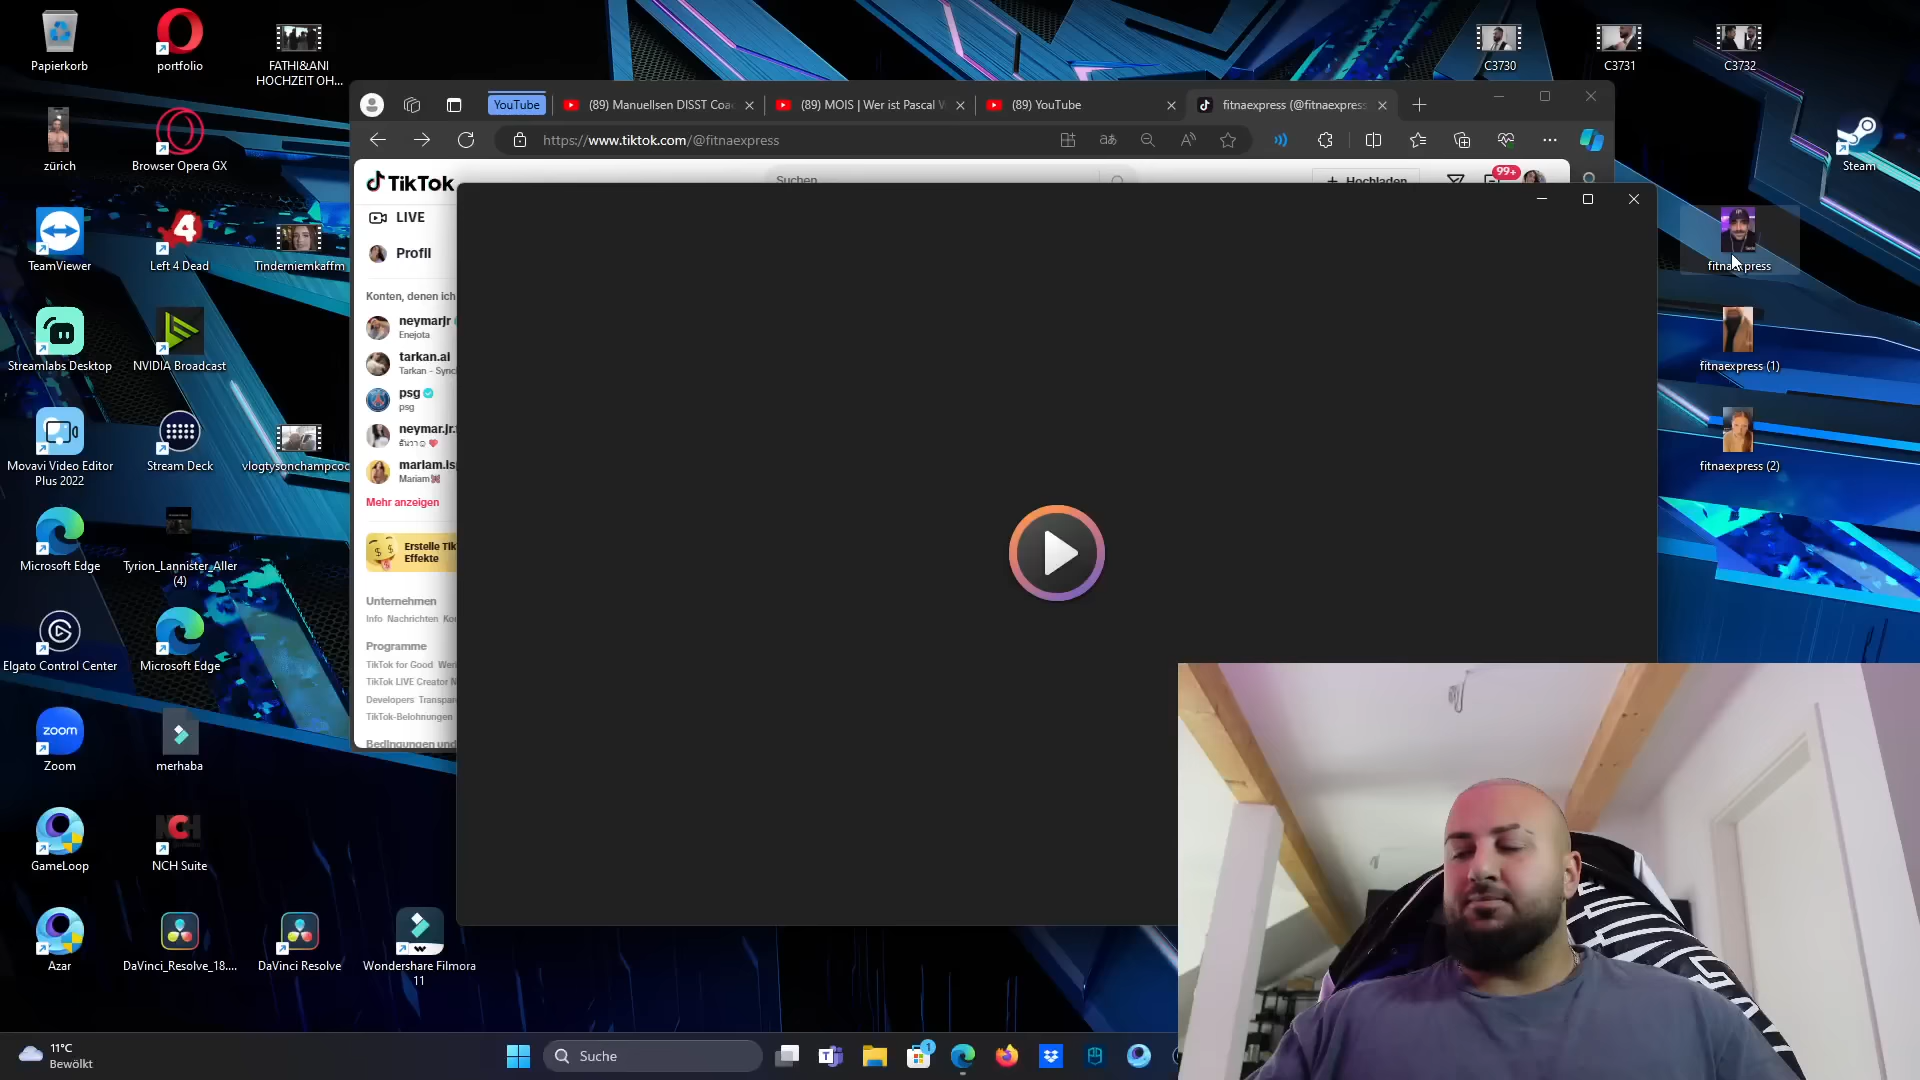 Papierkorb
portfolio
FATHI&ANI
HOCHZEIT OH...
C3730
C3731
C3732
YouTube
(89) Manuellsen DISST Coa
(89) MOIS | Wer ist Pascal
(89) YouTube
fitnaexpress (@fitnaexpress
https://www.tiktok.com/@fitnaexpress
zürich
Browser Opera GX
Steam
TikTok
Suchen
Hochladen
99+
LIVE
Profil
TeamViewer
Left 4 Dead
Tinderniemkaffm
fitnaexpress
Konten, denen ich
neymarjr
Enejota
tarkan.al
Tarkan - Sync
psg
psg
neymar.jr.
mariam.is
Mariam
Mehr anzeigen
Streamlabs Desktop
NVIDIA Broadcast
fitnaexpress (1)
Movavi Video Editor
Plus 2022
Stream Deck
vlogtysonchampcoc
fitnaexpress (2)
Erstelle Tik
Effekte
Microsoft Edge
Tyrion_Lannister_Aller
(4)
Unternehmen
Info Nachrichten
Programme
TikTok for Good
TikTok LIVE Creator
Developers
TikTok-Belohnungen
Bedingungen und
Elgato Control Center
Microsoft Edge
zoom
Zoom
merhaba
GameLoop
NCH
NCH Suite
Azar
DaVinci_Resolve_18....
DaVinci Resolve
Wondershare Filmora
11
11°C
Bewölkt
Suche
1